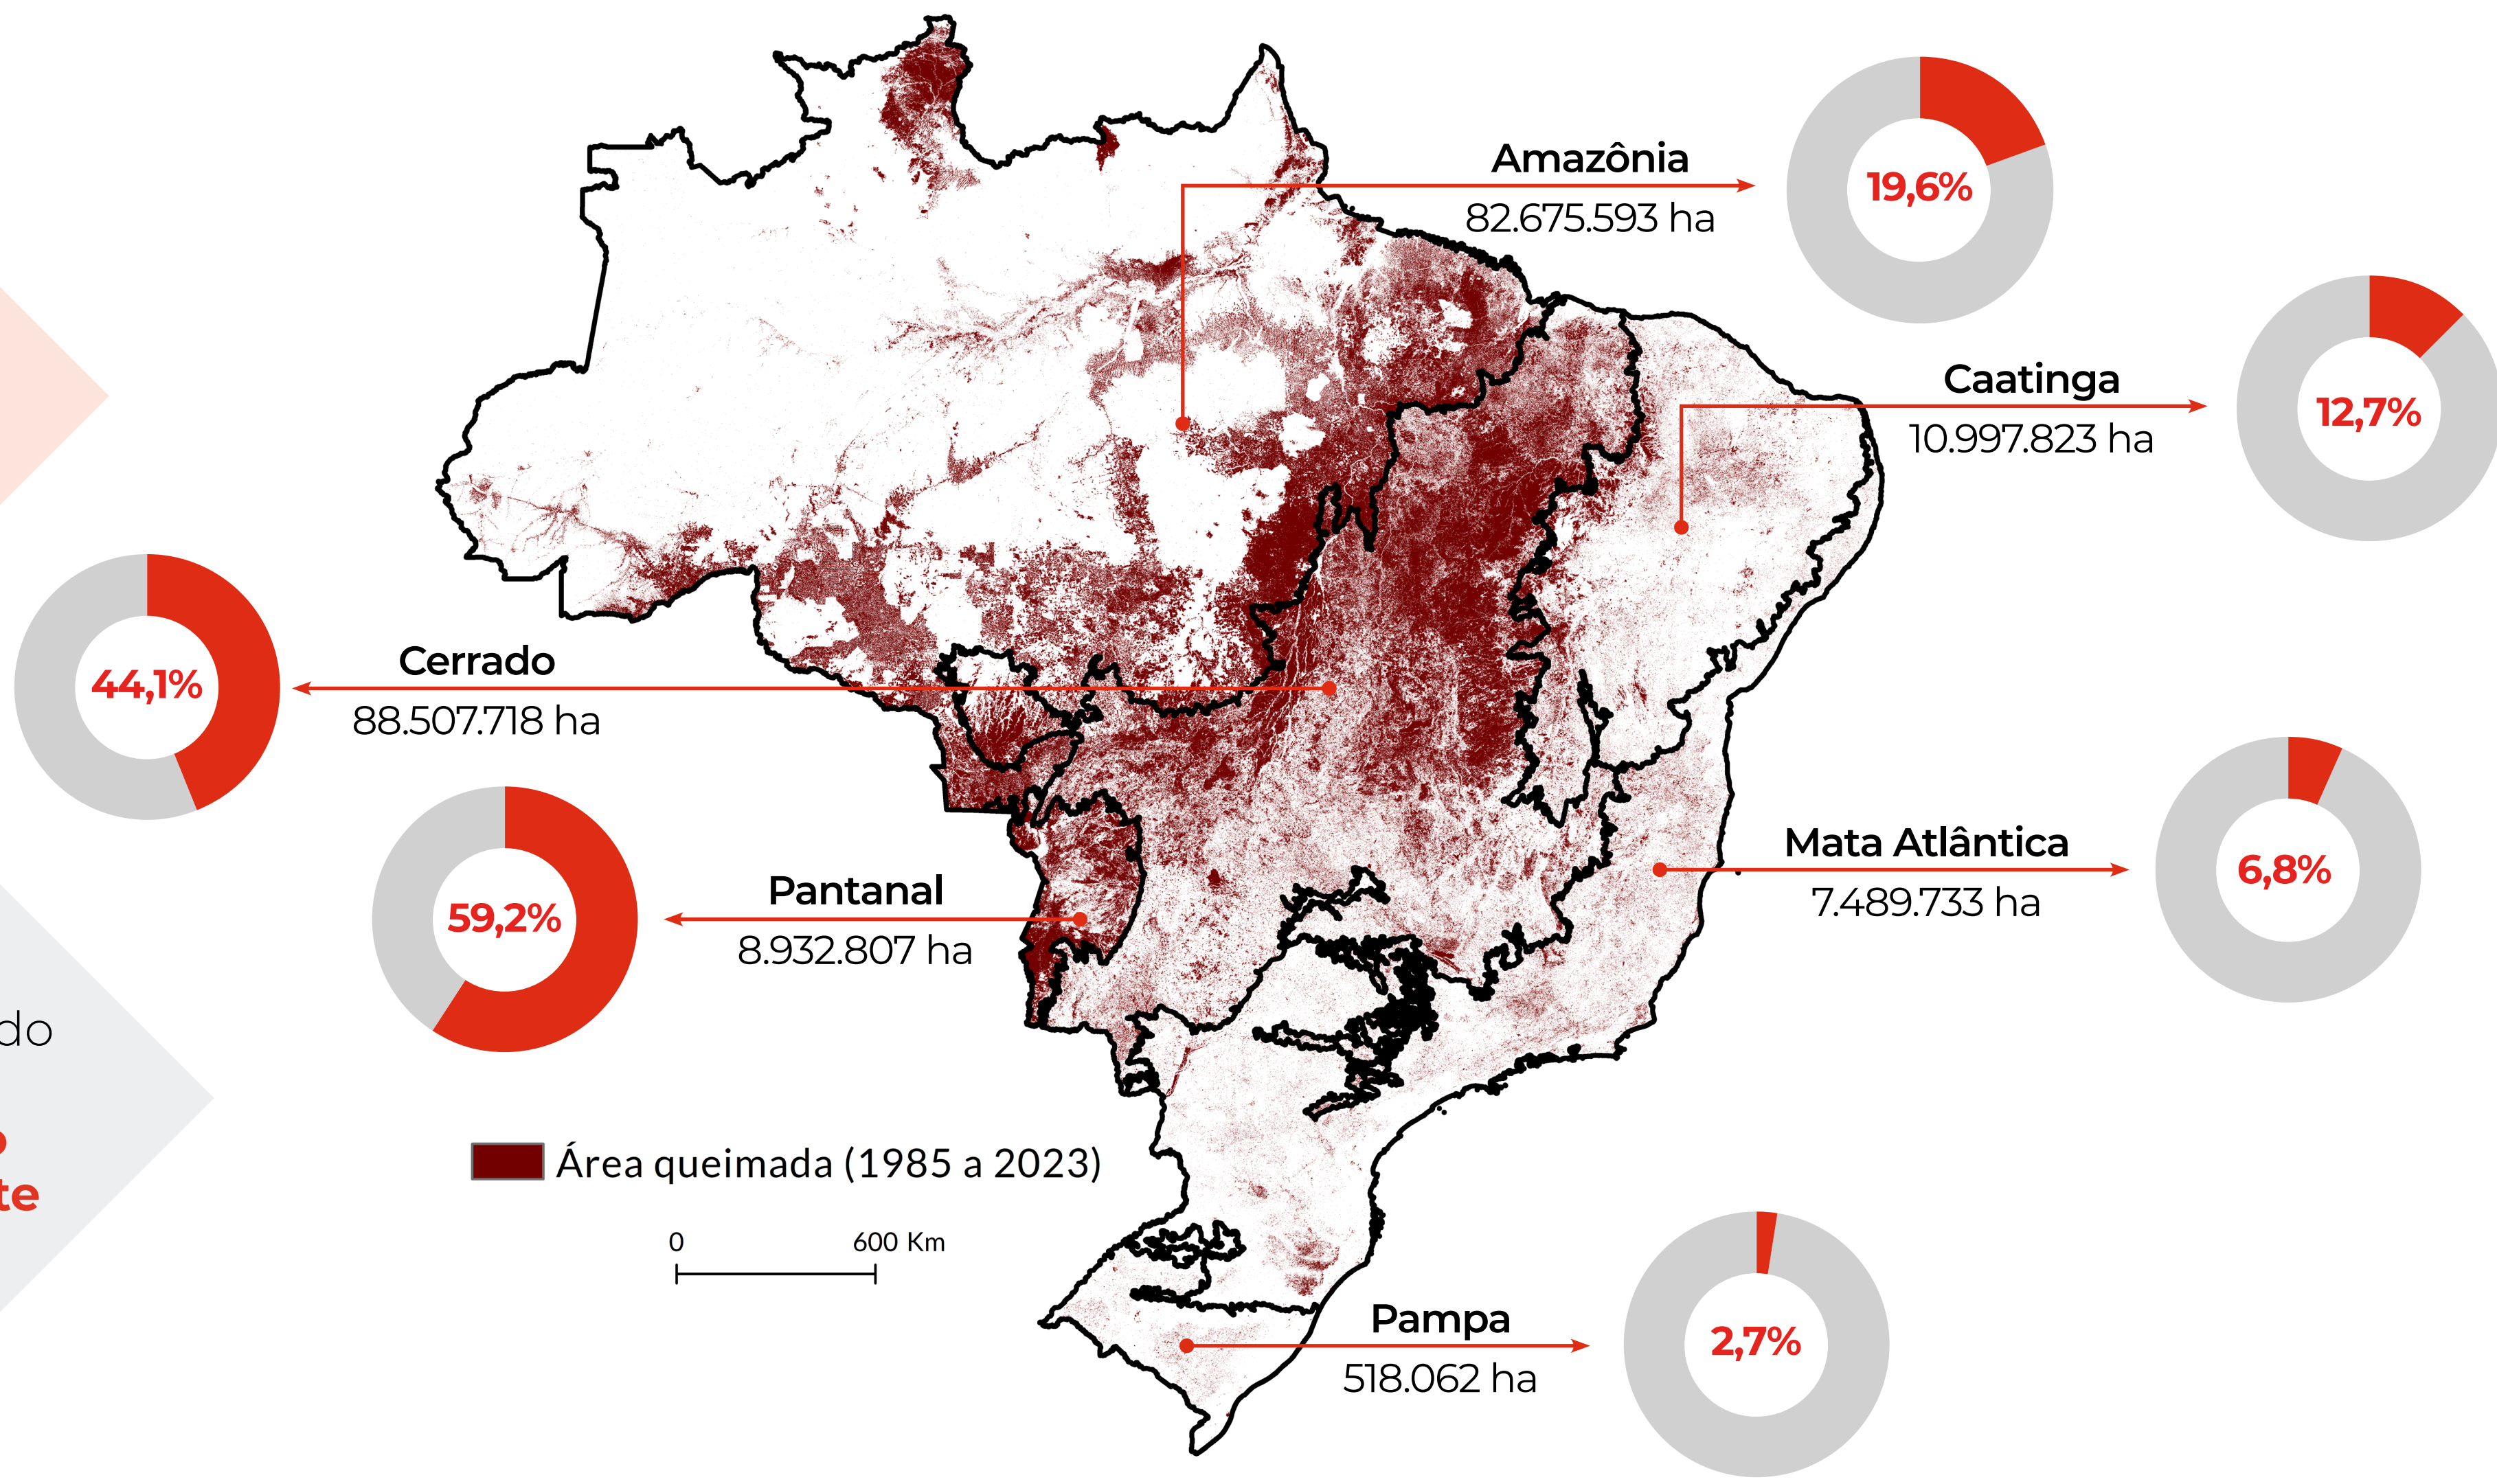 Amazônia
82.675.593 ha
19,6%
Caatinga
10.997.823 ha
12,7%
Cerrado
88.507.718 ha
44,1%
Pantanal
8.932.807 ha
59,2%
Mata Atlântica
7.489.733 ha
6,8%
Área queimada (1985 a 2023)
0 600 Km
Pampa
518.062 ha
2,7%